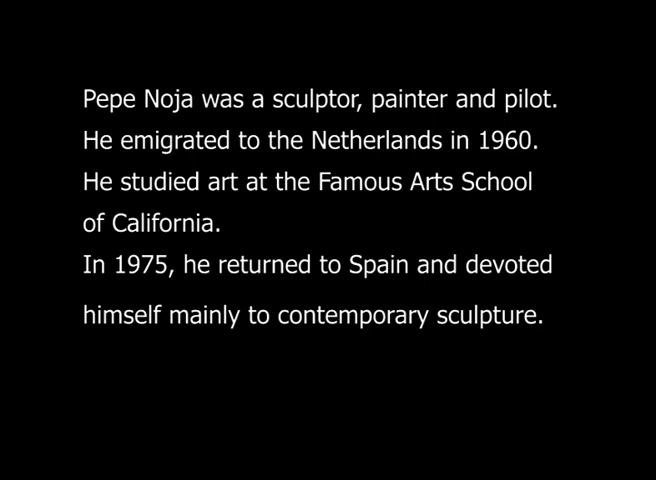 Pepe Noja was a sculptor, painter and pilot.
He emigrated to the Netherlands in 1960.
He studied art at the Famous Arts School
of California.
In 1975, he returned to Spain and devoted
himself mainly to contemporary sculpture.